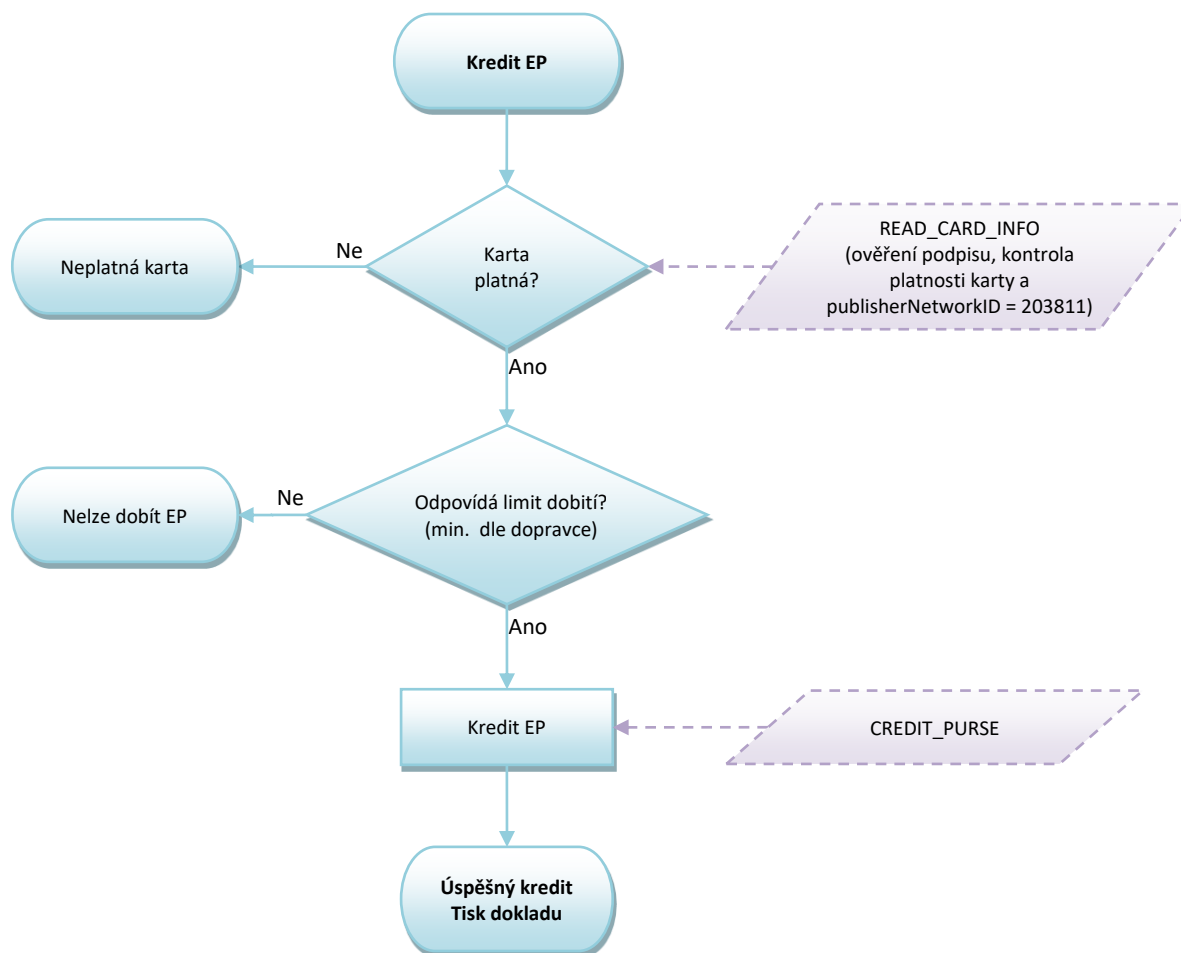 Kredit EP
Ne
Neplatná karta
Karta
platná?
READ_CARD_INFO
(ověření podpisu, kontrola
platnosti karty a
publisherNetworkID = 203811)
Ano
Ne
Nelze dobít EP
Odpovídá limit dobití?
(min.  dle dopravce)
Ano
Kredit EP
CREDIT_PURSE
Úspěšný kredit
Tisk dokladu